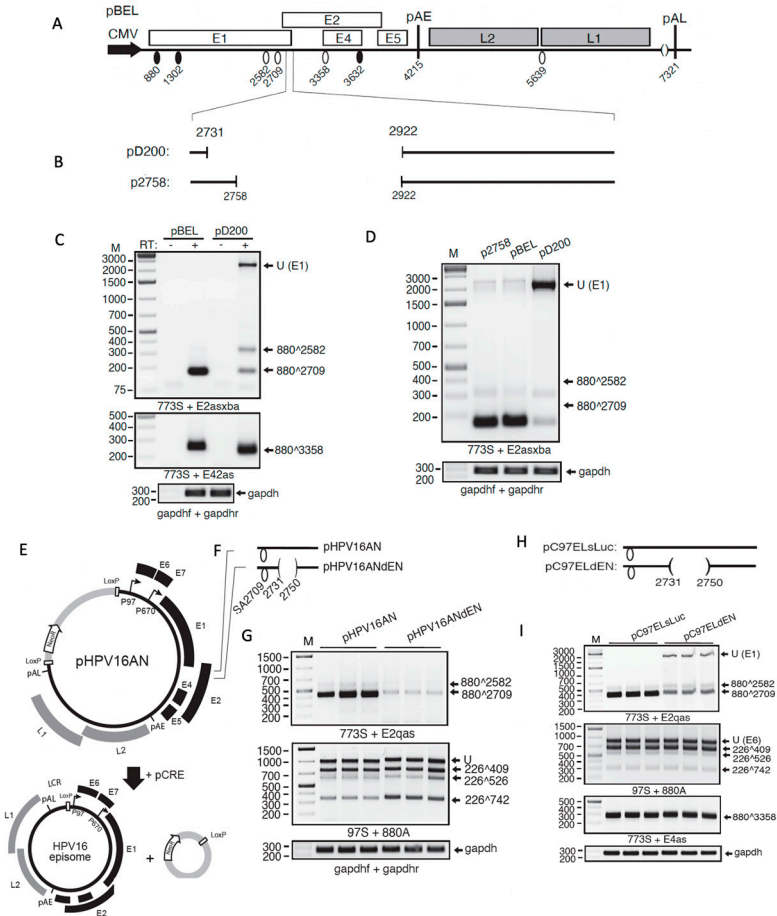 A
pBEL
CMV
E1
E2
E4
E5
pAE
L2
L1
pAL
880
1302
2582
2709
3358
3632
4215
5639
7321
B
2731
2922
pD200:
p2758:
2758
2922
C
pBEL
pD200
M
RT:
-
+
-
+
3000
2000
1500
1000
700
500
400
300
200
75
U (E1)
880^2582
880^2709
773S + E2asxba
500
400
300
200
880^3358
773S + E42as
300
200
gapdh
gapdhf + gapdhr
D
M
p2758
pBEL
pD200
3000
2000
1500
1000
700
500
400
300
200
U (E1)
880^2582
880^2709
773S + E2asxba
300
200
gapdh
gapdhf + gapdhr
E
LoxP
E6
E7
P97
P670
E1
NeoR
LoxP
pAL
pHPV16AN
E4
E5
E2
pAE
L1
L2
+ pCRE
LCR
E6
E7
pAL
LoxP
P97
P670
L1
HPV16
episome
E1
L2
pAE
E2
+
NeoR
LoxP
F
pHPV16AN
pHPV16ANdEN
SA2709
2731
2750
G
M
pHPV16AN
pHPV16ANdEN
1500
1000
700
500
400
300
200
880^2582
880^2709
773S + E2qas
1500
1000
700
500
400
300
200
U
226^409
226^526
226^742
97S + 880A
300
200
gapdh
gapdhf + gapdhr
H
pC97ELsLuc:
pC97ELdEN:
2731
2750
I
M
pC97ELsLuc
pC97ELdEN
3000
2000
1500
1000
700
500
400
300
200
U (E1)
880^2582
880^2709
773S + E2qas
1500
1000
700
500
400
300
200
U (E6)
226^409
226^526
226^742
97S + 880A
500
400
300
200
880^3358
773S + E4as
300
200
gapdh